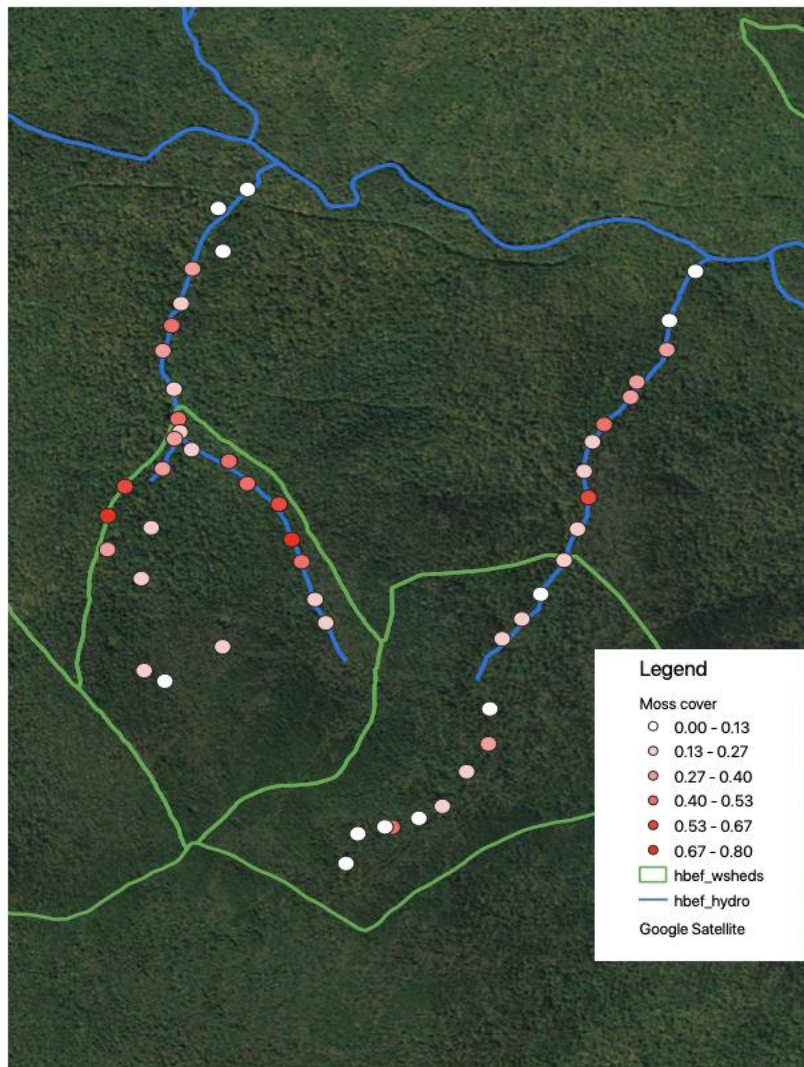 Legend
Moss cover
0.00 - 0.13
0.13 - 0.27
0.27 - 0.40
0.40 - 0.53
0.53 - 0.67
0.67 - 0.80
hbef_wsheds
hbef_hydro
Google Satellite